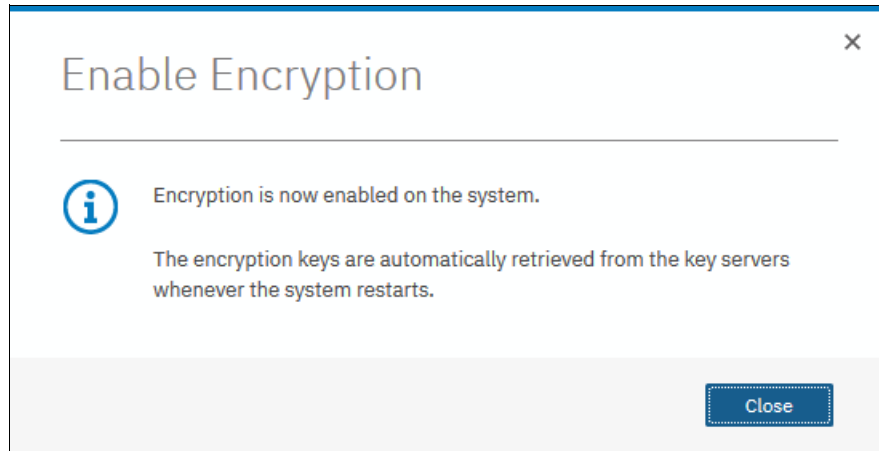 Enable Encryption
Encryption is now enabled on the system.
The encryption keys are automatically retrieved from the key servers
whenever the system restarts.
Close